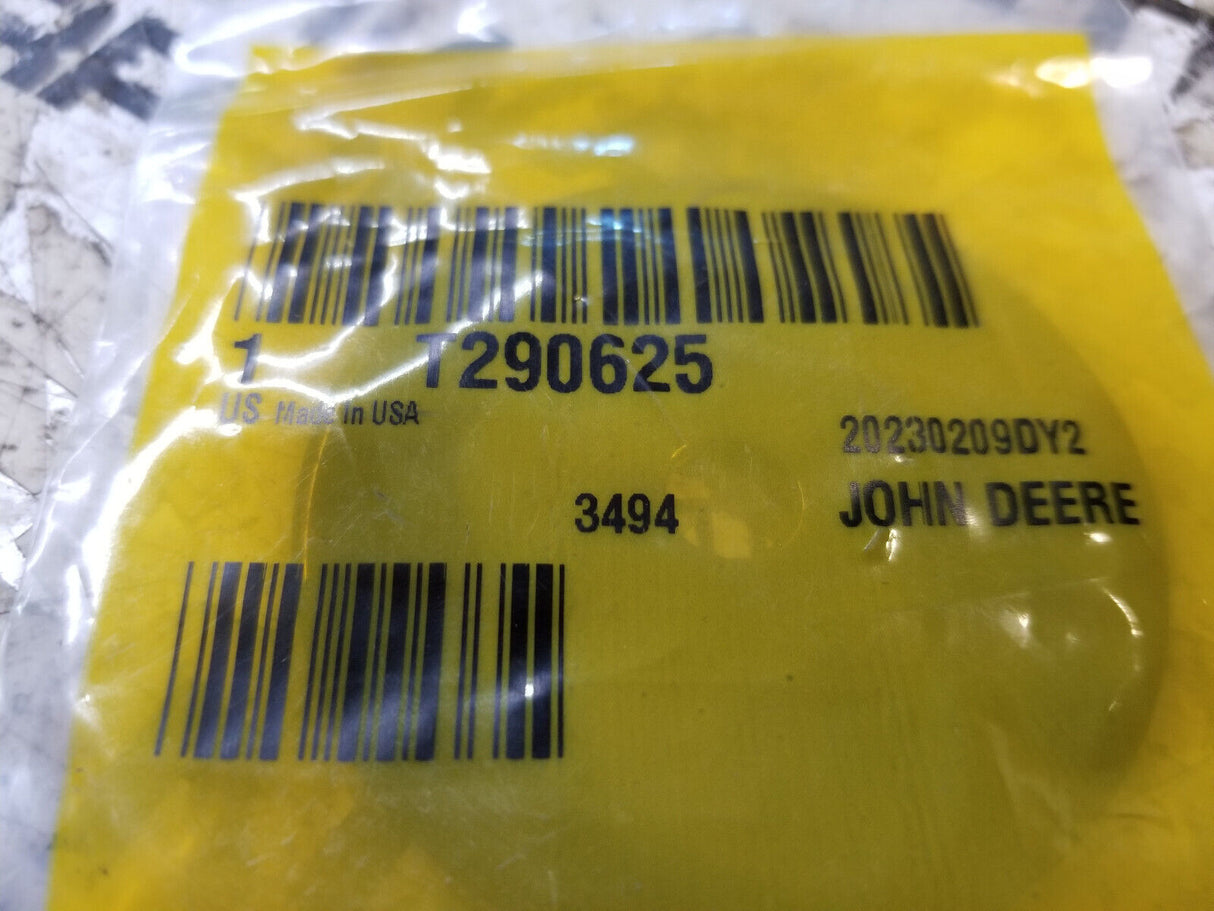 1 T290625
US Made in USA
20230209DY2
3494 JOHN DEERE